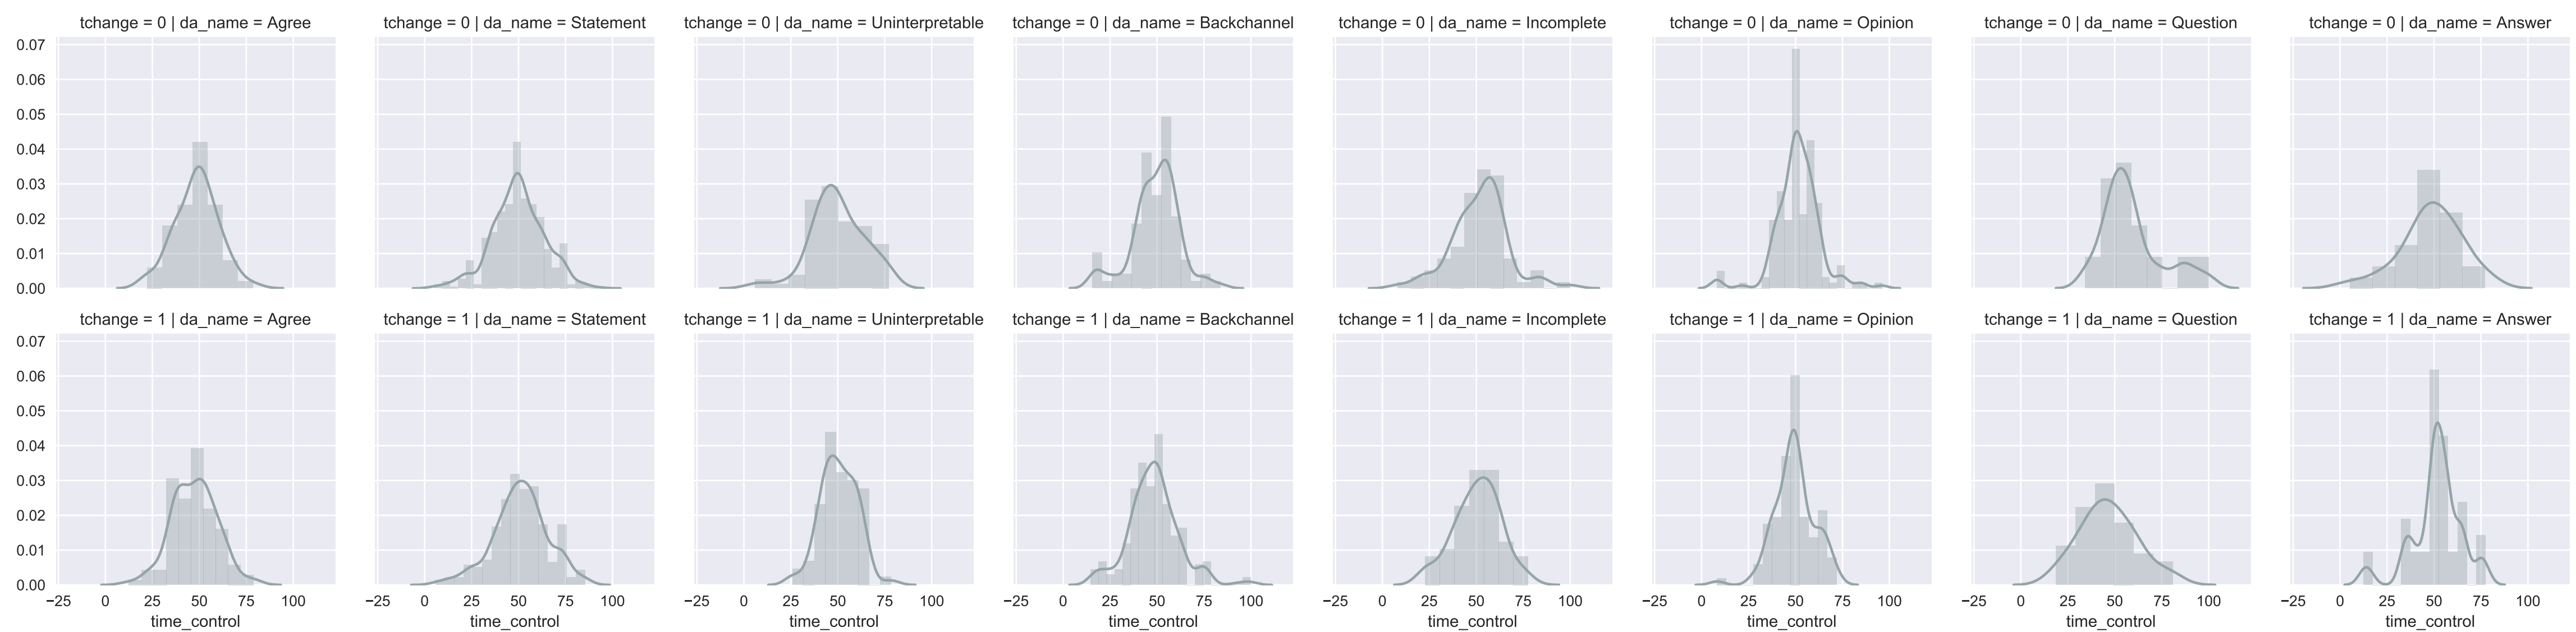 tchange = 0 | da_name = Agree
tchange = 0 | da_name = Statement
tchange = 0 | da_name = Uninterpretable
tchange = 0 | da_name = Backchannel
tchange = 0 | da_name = Incomplete
tchange = 0 | da_name = Opinion
tchange = 0 | da_name = Question
tchange = 0 | da_name = Answer
0.07
0.06
0.05
0.04
0.03
0.02
0.01
0.00
tchange = 1 | da_name = Agree
tchange = 1 | da_name = Statement
tchange = 1 | da_name = Uninterpretable
tchange = 1 | da_name = Backchannel
tchange = 1 | da_name = Incomplete
tchange = 1 | da_name = Opinion
tchange = 1 | da_name = Question
tchange = 1 | da_name = Answer
0.07
0.06
0.05
0.04
0.03
0.02
0.01
0.00
−25 0 25 50 75 100
−25 0 25 50 75 100
−25 0 25 50 75 100
−25 0 25 50 75 100
−25 0 25 50 75 100
−25 0 25 50 75 100
−25 0 25 50 75 100
−25 0 25 50 75 100
time_control
time_control
time_control
time_control
time_control
time_control
time_control
time_control